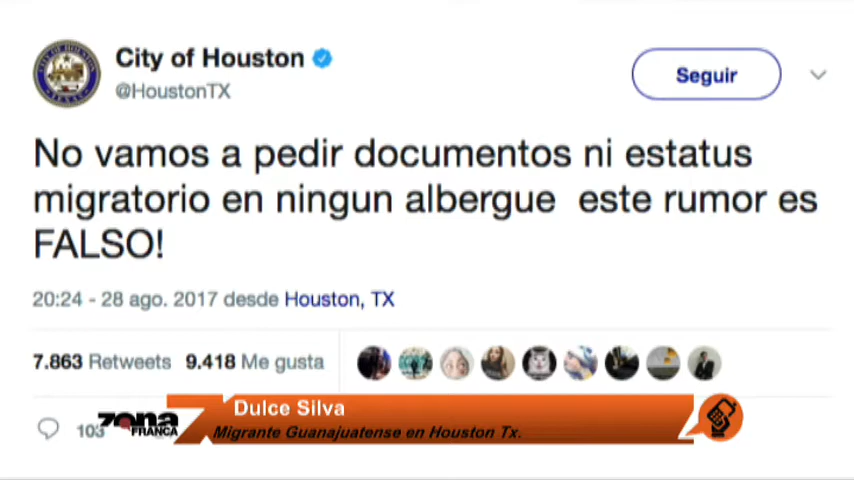 City of Houston
@HoustonTX
Seguir
No vamos a pedir documentos ni estatus
migratorio en ningun albergue este rumor es
FALSO!
20:24 - 28 ago. 2017 desde Houston, TX
7.863 Retweets 9.418 Me gusta
103
zona
FRANCA
Dulce Silva
Migrante Guanajuatense en Houston Tx.